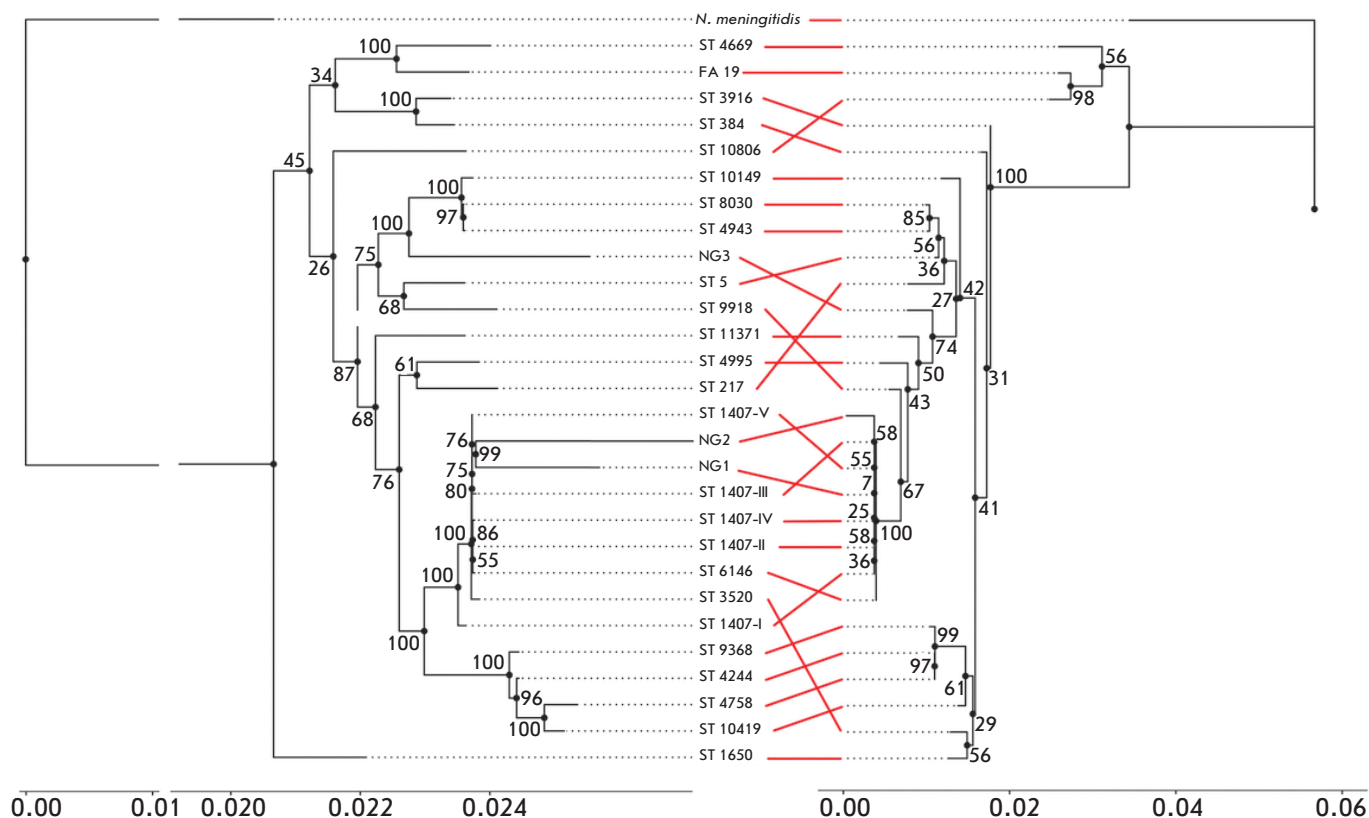 N. meningitidis
ST 4669
100
56
34
FA 19
98
100
ST 3916
ST 384
45
ST 10806
100
ST 10149
100
97
ST 8030
85
100
ST 4943
56
26
75
NG3
36
68
ST 5
27
42
ST 9918
87
ST 11371
74
61
ST 4995
50
31
68
ST 217
43
ST 1407-V
76
99
NG2
58
75
NG1
55
76
80
ST 1407-III
7
67
41
ST 1407-IV
25
100
86
ST 1407-II
58
100
55
ST 6146
36
100
ST 3520
ST 1407-I
100
ST 9368
99
100
ST 4244
97
96
ST 4758
61
100
ST 10419
29
ST 1650
56
0.00 0.01 0.020 0.022 0.024 0.00 0.02 0.04 0.06